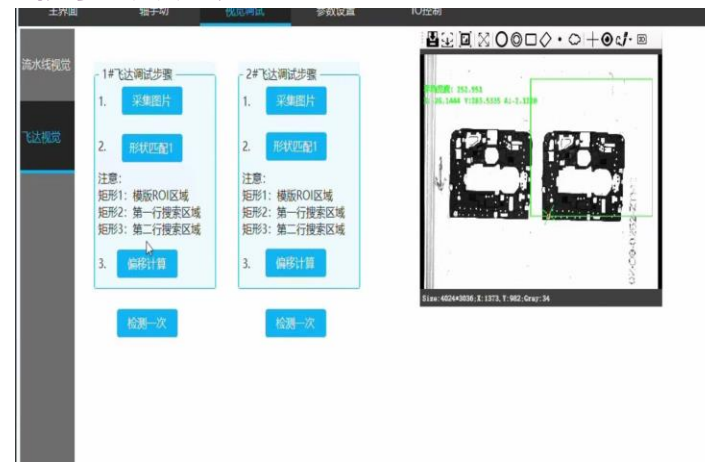 主界面 轴手动 视觉调试 参数设置 IO控制
流水线视觉
飞达视觉
1#飞达调试步骤
1. 采集图片
2. 形状匹配1
注意:
矩形1: 模版ROI区域
矩形2: 第一行搜索区域
矩形3: 第二行搜索区域
3. 偏移计算
检测一次
2#飞达调试步骤
1. 采集图片
2. 形状匹配1
注意:
矩形1: 模版ROI区域
矩形2: 第一行搜索区域
矩形3: 第二行搜索区域
3. 偏移计算
检测一次
3D
Size:4024*3036;X:1373,Y:982;Gray:34